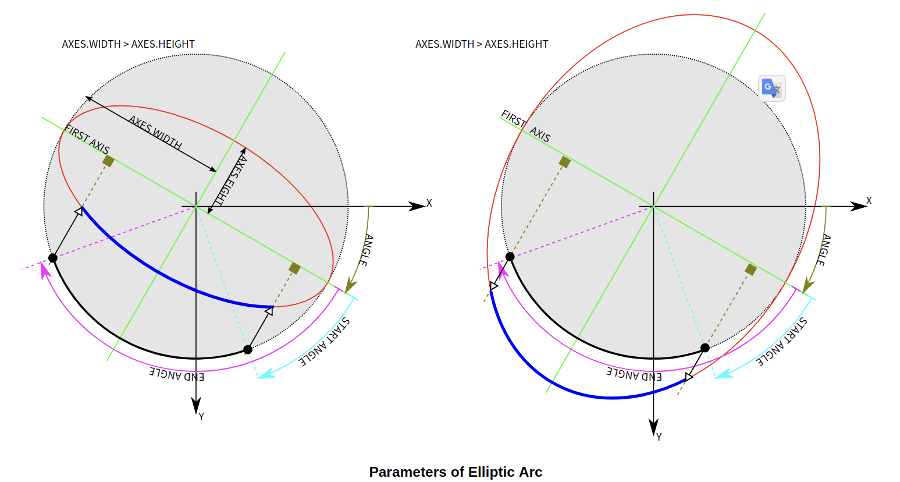 AXES.WIDTH > AXES.HEIGHT
AXES.WIDTH > AXES.HEIGHT
FIRST AXIS
AXES.WIDTH
AXES.EIGHT
X
ANGLE
START ANGLE
END ANGLE
Y
FIRST AXIS
X
ANGLE
START ANGLE
END ANGLE
Y
G
Parameters of Elliptic Arc